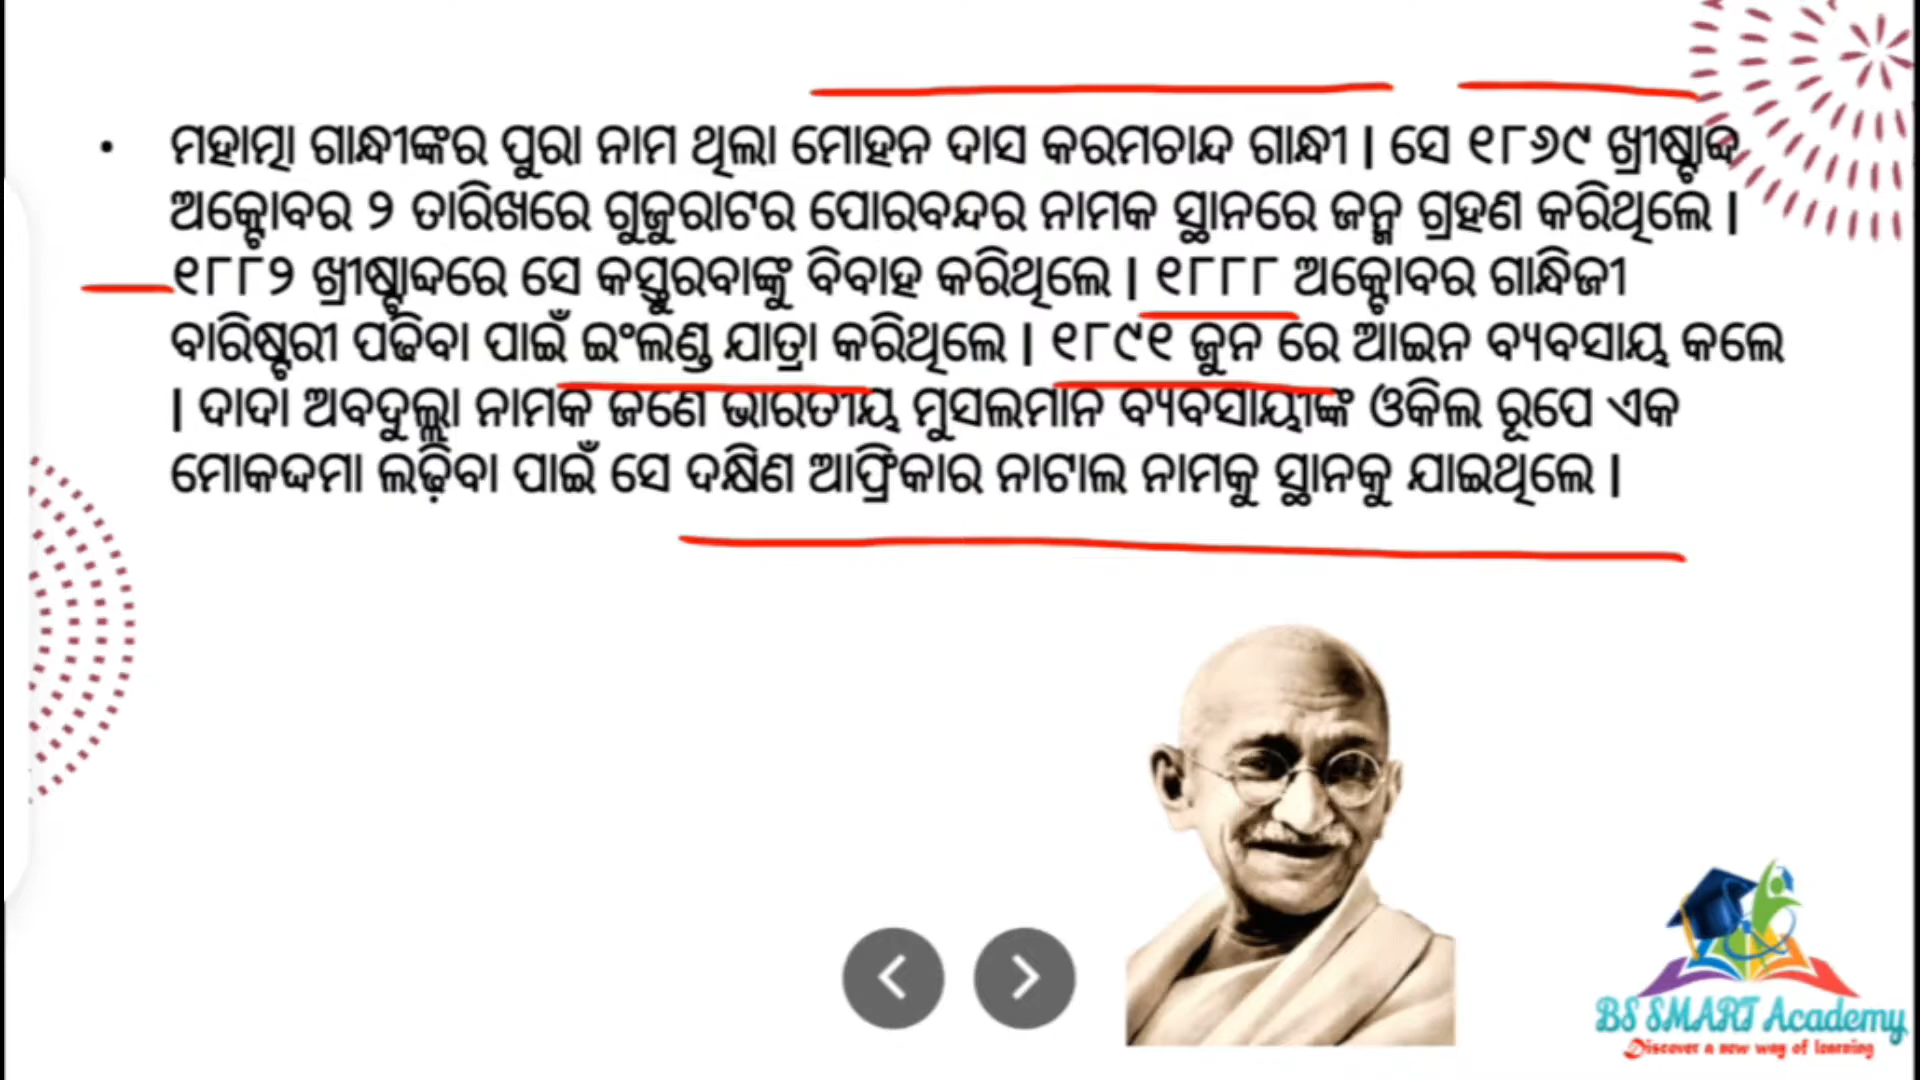 • ମହାତ୍ମା ଗାନ୍ଧୀଙ୍କର ପୁରା ନାମ ଥିଲା ମୋହନ ଦାସ କରମଚାନ୍ଦ ଗାନ୍ଧୀ | ସେ ୧୮୬୯ ଖ୍ରୀଷ୍ଟାବ୍ଦ
ଅକ୍ଟୋବର ୨ ତାରିଖରେ ଗୁଜୁରାଟର ପୋରବନ୍ଦର ନାମକ ସ୍ଥାନରେ ଜନ୍ମ ଗ୍ରହଣ କରିଥିଲେ |
୧୮୮୨ ଖ୍ରୀଷ୍ଟାବ୍ଦରେ ସେ କସ୍ତୁରବାଙ୍କୁ ବିବାହ କରିଥିଲେ | ୧୮୮୮ ଅକ୍ଟୋବର ଗାନ୍ଧିଜୀ
ବାରିଷ୍ଟରୀ ପଢିବା ପାଇଁ ଇଂଲଣ୍ଡ ଯାତ୍ରା କରିଥିଲେ | ୧୮୯୧ ଜୁନ ରେ ଆଇନ ବ୍ୟବସାୟ କଲେ
| ଦାଦା ଅବଦୁଲ୍ଲା ନାମକ ଜଣେ ଭାରତୀୟ ମୁସଲମାନ ବ୍ୟବସାୟୀଙ୍କ ଓକିଲ ରୂପେ ଏକ
ମୋକଦ୍ଦମା ଲଢ଼ିବା ପାଇଁ ସେ ଦକ୍ଷିଣ ଆଫ୍ରିକାର ନାଟାଲ ନାମକୁ ସ୍ଥାନକୁ ଯାଇଥିଲେ |
BS SMART Academy
Discover a new way of learning